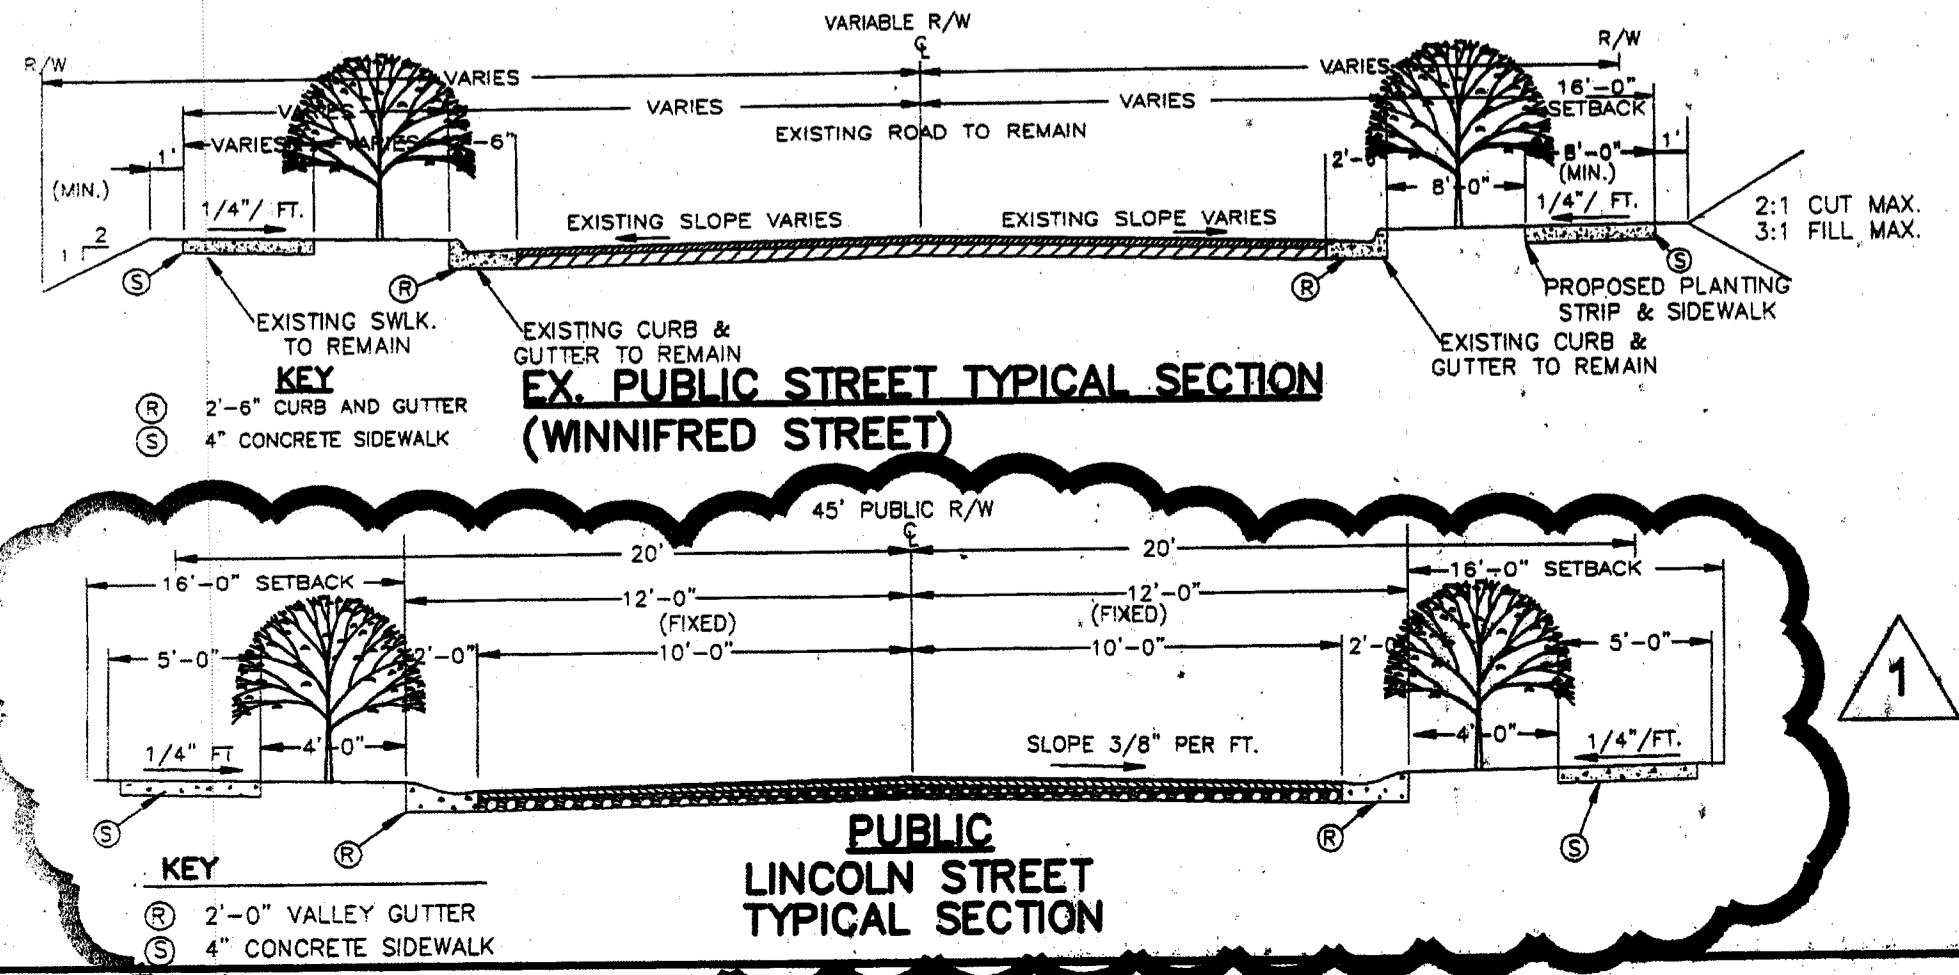 VARIABLE R/W
C̲L
R/W
R/W
VARIES
VARIES
16'-0"
SETBACK
VARIES
VARIES
EXISTING ROAD TO REMAIN
VARIES
VARIES
-6"
1'
(MIN.)
2'-6
8'-0"
(MIN.)
1'
8'-0"
1/4"/ FT.
EXISTING SLOPE VARIES
EXISTING SLOPE VARIES
1/4"/ FT.
2:1 CUT MAX.
3:1 FILL MAX.
2
1
S
R
R
S
PROPOSED PLANTING
STRIP & SIDEWALK
EXISTING SWLK.
TO REMAIN
EXISTING CURB &
GUTTER TO REMAIN
EXISTING CURB &
GUTTER TO REMAIN
KEY
R 2'-6" CURB AND GUTTER
S 4" CONCRETE SIDEWALK
EX. PUBLIC STREET TYPICAL SECTION
(WINNIFRED STREET)
45' PUBLIC R/W
CL
20'
20'
16'-0" SETBACK
16'-0" SETBACK
12'-0"
(FIXED)
12'-0"
(FIXED)
5'-0"
2'-0"
10'-0"
10'-0"
2'-0
5'-0"
1
1/4" FT
4'-0"
SLOPE 3/8" PER FT.
4'-0"
1/4"/FT.
S
R
R
S
PUBLIC
LINCOLN STREET
TYPICAL SECTION
KEY
R 2'-0" VALLEY GUTTER
S 4" CONCRETE SIDEWALK